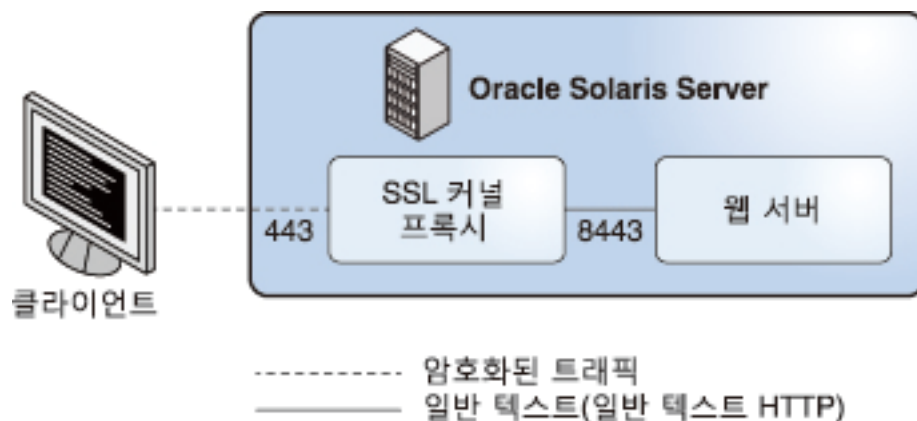 Oracle Solaris Server
SSL 커널
프록시
웹 서버
443
8443
클라이언트
암호화된 트래픽
일반 텍스트(일반 텍스트 HTTP)